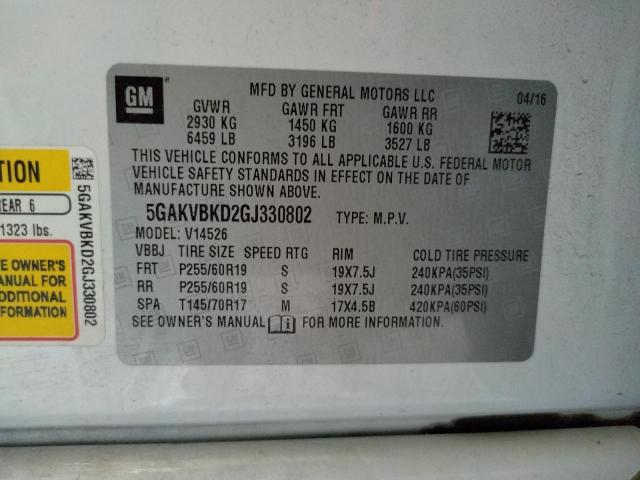 GM
MFD BY GENERAL MOTORS LLC 04/16
GVWR GAWR FRT GAWR RR
2930 KG 1450 KG 1600 KG
6459 LB 3196 LB 3527 LB
THIS VEHICLE CONFORMS TO ALL APPLICABLE U.S. FEDERAL MOTOR
VEHICLE SAFETY STANDARDS IN EFFECT ON THE DATE OF
MANUFACTURE SHOWN ABOVE.
5GAKVBKD2GJ330802 TYPE: M.P.V.
MODEL: V14526
VBBJ TIRE SIZE SPEED RTG RIM COLD TIRE PRESSURE
FRT P255/60R19 S 19X7.5J 240KPA(35PSI)
RR P255/60R19 S 19X7.5J 240KPA(35PSI)
SPA T145/70R17 M 17X4.5B 420KPA(60PSI)
SEE OWNER'S MANUAL FOR MORE INFORMATION.
TION
REAR 6
1323 lbs.
E OWNER'S
ANUAL FOR
DDITIONAL
FORMATION
5GAKVBKD2GJ330802